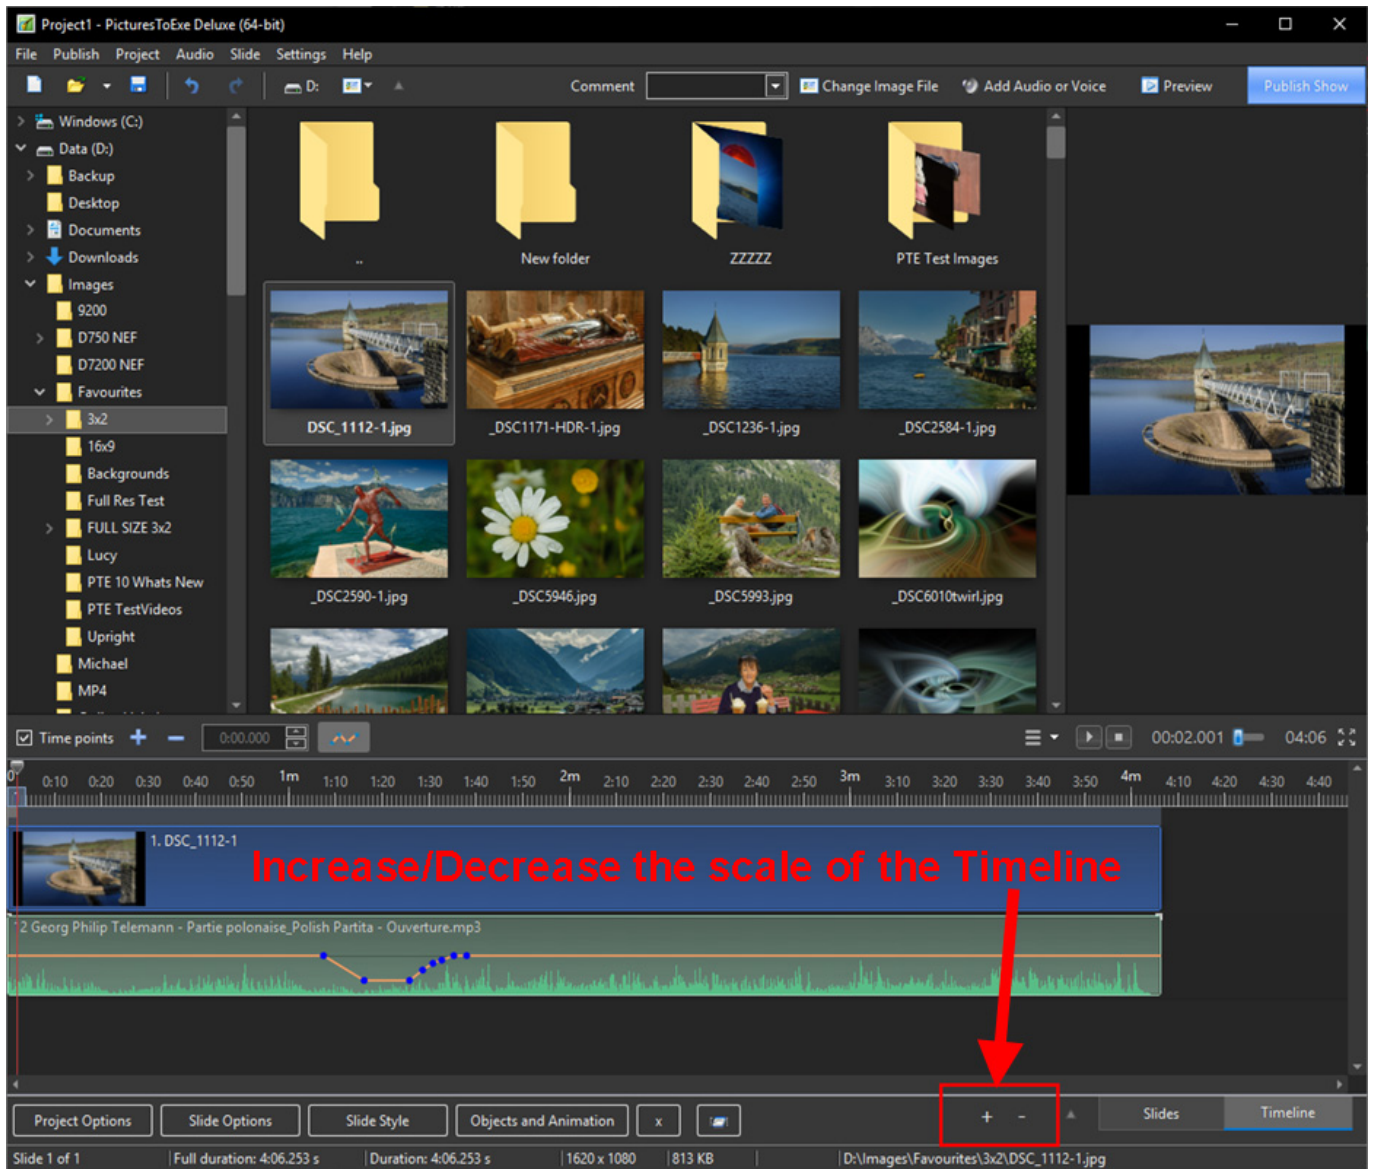 Project1 - PicturesToExe Deluxe (64-bit)
File Publish Project Audio Slide Settings Help
D: Comment Change Image File Add Audio or Voice Preview Publish Show
Windows (C:)
Data (D:)
Backup
Desktop
Documents
Downloads
Images
9200
D750 NEF
D7200 NEF
Favourites
3x2
16x9
Backgrounds
Full Res Test
FULL SIZE 3x2
Lucy
PTE 10 Whats New
PTE TestVideos
Upright
Michael
MP4
.. New folder ZZZZZ PTE Test Images
DSC_1112-1.jpg _DSC1171-HDR-1.jpg _DSC1236-1.jpg _DSC2584-1.jpg
_DSC2590-1.jpg _DSC5946.jpg _DSC5993.jpg _DSC6010twirl.jpg
Time points 0:00.000 00:02.001 04:06
0 0:10 0:20 0:30 0:40 0:50 1m 1:10 1:20 1:30 1:40 1:50 2m 2:10 2:20 2:30 2:40 2:50 3m 3:10 3:20 3:30 3:40 3:50 4m 4:10 4:20 4:30 4:40
1. DSC_1112-1
Increase/Decrease the scale of the Timeline
2 Georg Philip Telemann - Partie polonaise_Polish Partita - Ouverture.mp3
Project Options Slide Options Slide Style Objects and Animation x + - Slides Timeline
Slide 1 of 1 Full duration: 4:06.253 s Duration: 4:06.253 s 1620 x 1080 813 KB D:\Images\Favourites\3x2\DSC_1112-1.jpg